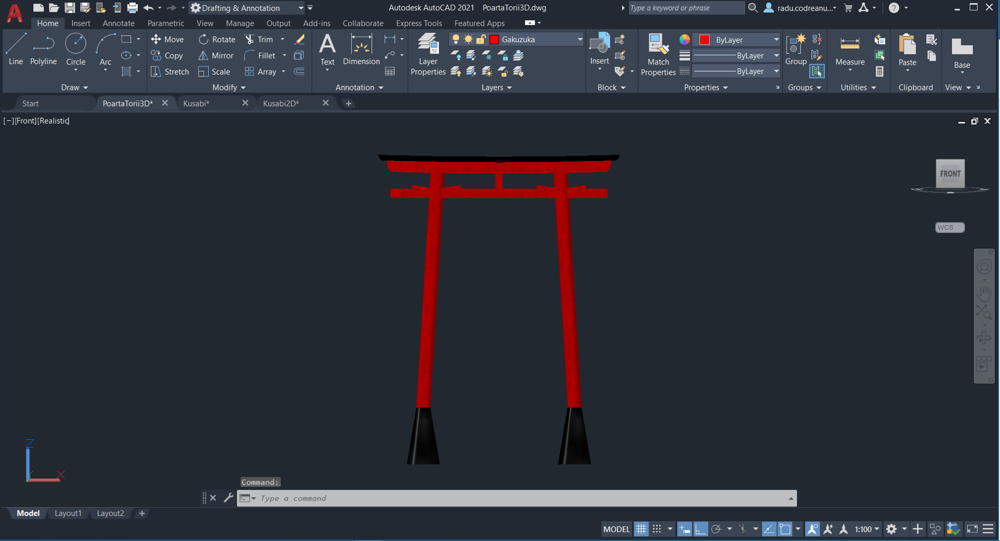 Drafting & Annotation
Autodesk AutoCAD 2021 PoartaTorii3D.dwg
Type a keyword or phrase
radu.codreanu...
Home Insert Annotate Parametric View Manage Output Add-ins Collaborate Express Tools Featured Apps
Line Polyline Circle Arc
Draw
Move Rotate Trim
Copy Mirror Fillet
Stretch Scale Array
Modify
Text Dimension
Annotation
Layer Properties
Gakuzuka
Layers
Insert
Block
Match Properties
ByLayer
ByLayer
ByLayer
Properties
Group
Groups
Measure
Utilities
Paste
Clipboard
Base
View
Start PoartaTorii3D* Kusabi* Kusabi2D*
[−][Front][Realistic]
FRONT
WCS
Z
X
Command:
Type a command
Model Layout1 Layout2
MODEL 1:100